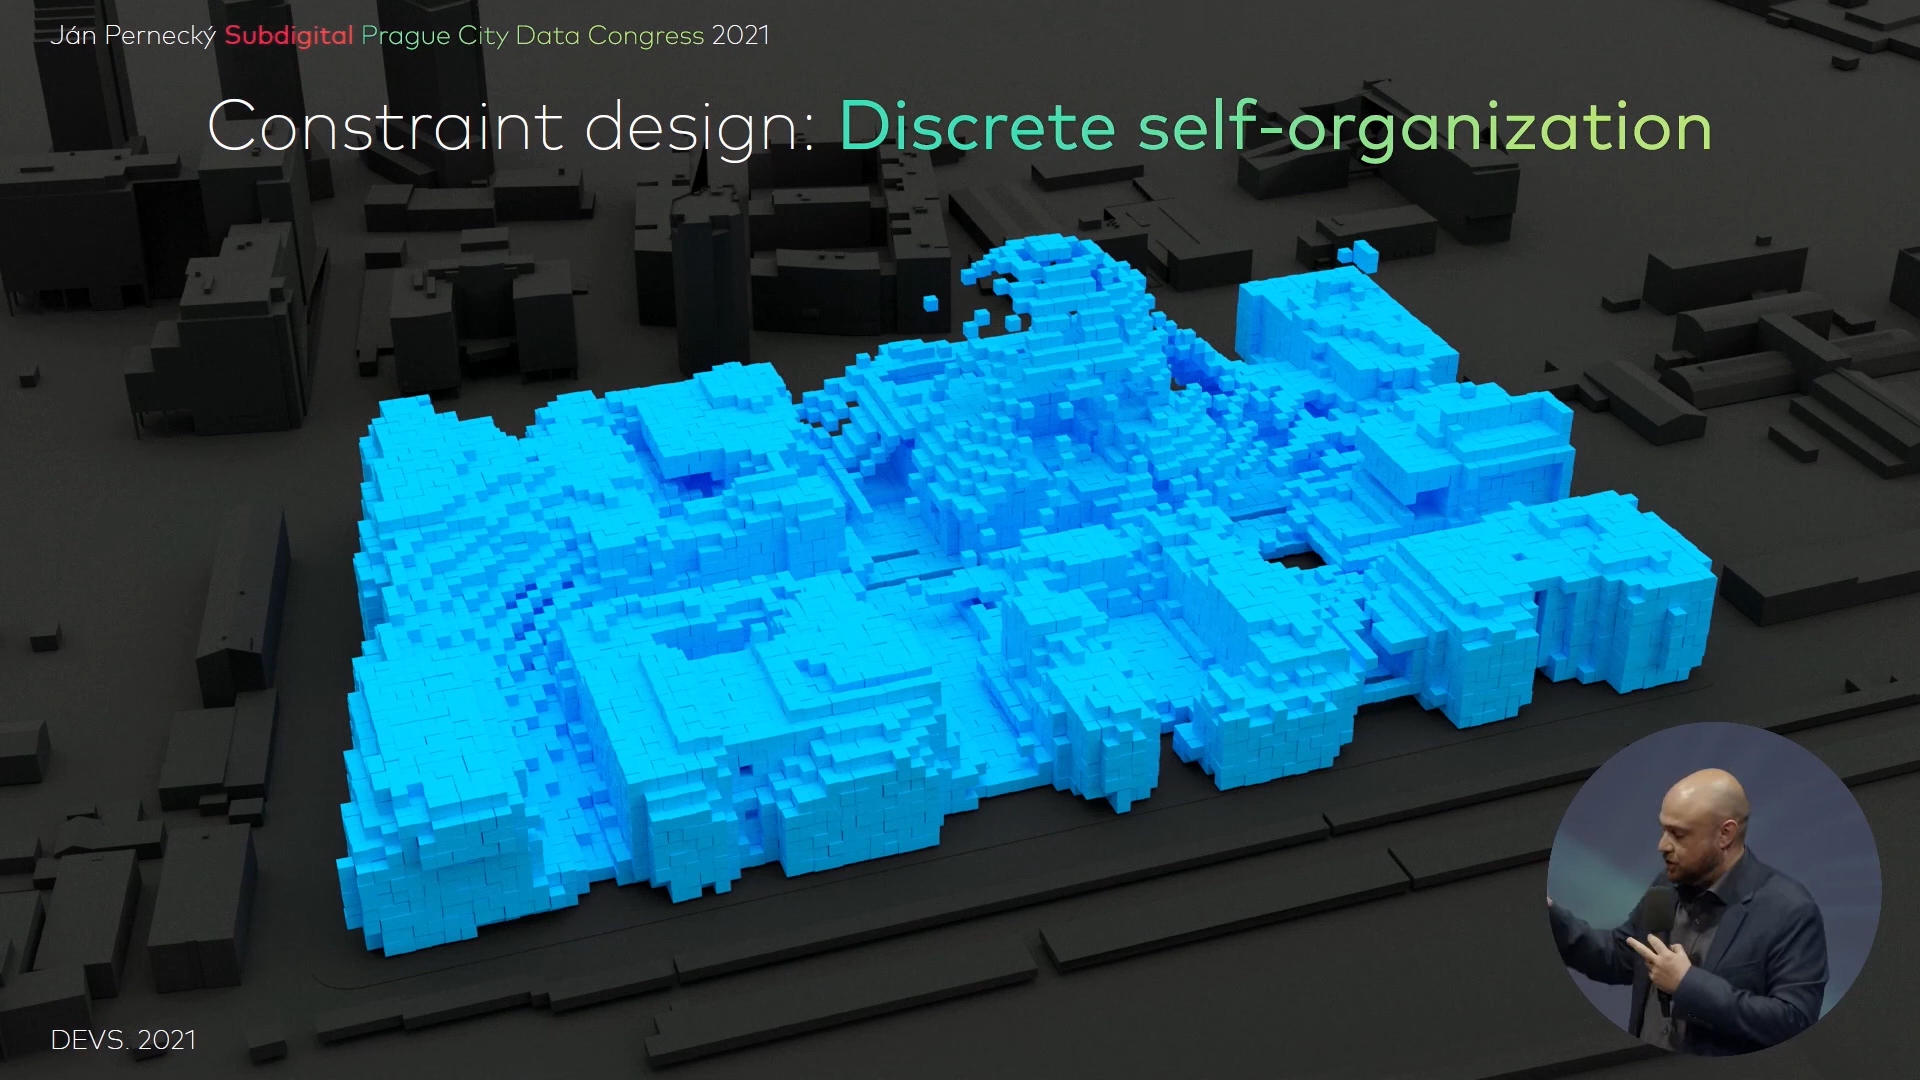 Ján Pernecký Subdigital Prague City Data Congress 2021
Constraint design: Discrete self-organization
DEVS. 2021